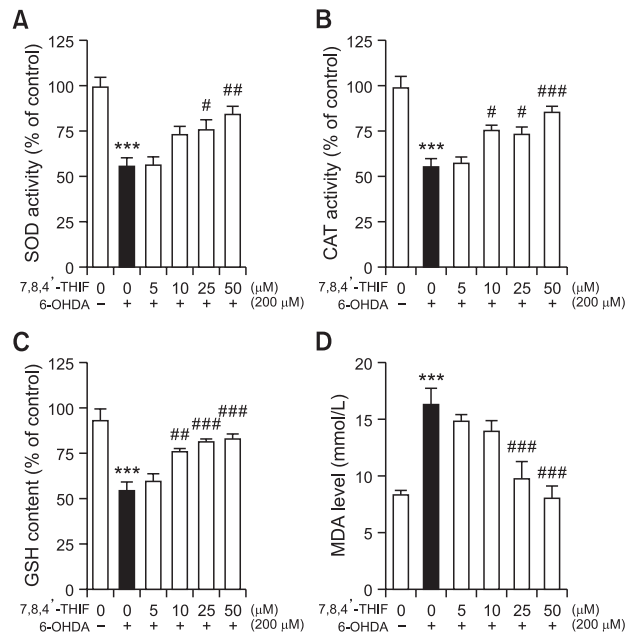 A
SOD activity (% of control)
125
100
75
50
25
0
***
#
##
7,8,4′-THIF 0 0 5 10 25 50 (μM)
6-OHDA − + + + + + (200 μM)
B
CAT activity (% of control)
125
100
75
50
25
0
***
#
#
###
7,8,4′-THIF 0 0 5 10 25 50 (μM)
6-OHDA − + + + + + (200 μM)
C
GSH content (% of control)
125
100
75
50
25
0
***
##
###
###
7,8,4′-THIF 0 0 5 10 25 50 (μM)
6-OHDA − + + + + + (200 μM)
D
MDA level (mmol/L)
20
15
10
5
0
***
###
###
7,8,4′-THIF 0 0 5 10 25 50 (μM)
6-OHDA − + + + + + (200 μM)